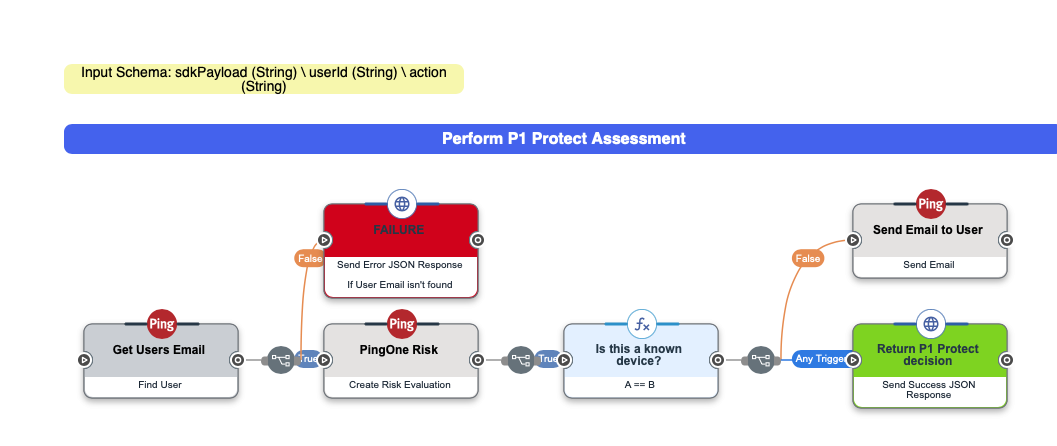 Input Schema: sdkPayload (String) \ userId (String) \ action
(String)
Perform P1 Protect Assessment
Ping
FAILURE
Send Email to User
False
Send Error JSON Response
If User Email isn't found
False
Send Email
Ping
Ping
Get Users Email
True
PingOne Risk
True
Is this a known
device?
Any Trigger
Return P1 Protect
decision
Find User
Create Risk Evaluation
A == B
Send Success JSON
Response